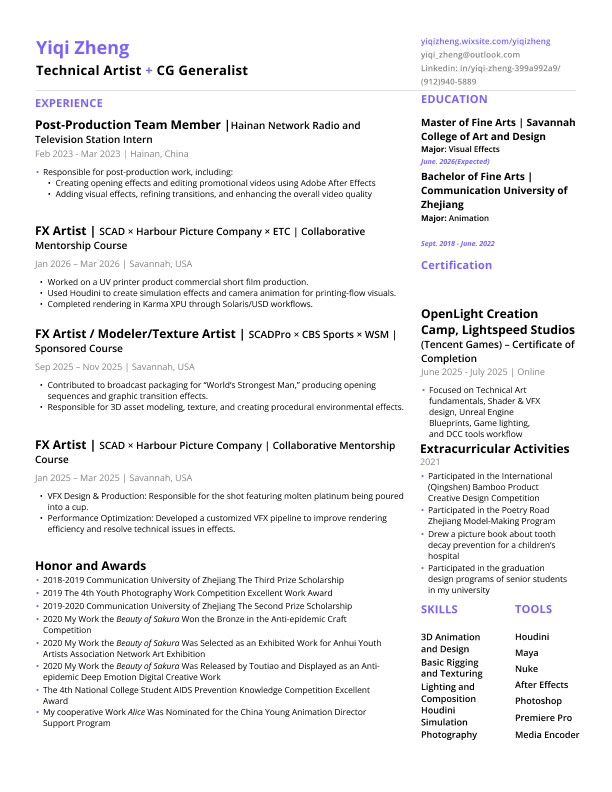 Yiqi Zheng
Technical Artist + CG Generalist
yiqizheng.wixsite.com/yiqizheng
yiqi_zheng@outlook.com
Linkedin: in/yiqi-zheng-399a992a9/
(912)940-5889
EXPERIENCE
Post-Production Team Member |Hainan Network Radio and
Television Station Intern
Feb 2023 - Mar 2023 | Hainan, China
• Responsible for post-production work, including:
• Creating opening effects and editing promotional videos using Adobe After Effects
• Adding visual effects, refining transitions, and enhancing the overall video quality
FX Artist | SCAD × Harbour Picture Company × ETC | Collaborative
Mentorship Course
Jan 2026 – Mar 2026 | Savannah, USA
• Worked on a UV printer product commercial short film production.
• Used Houdini to create simulation effects and camera animation for printing-flow visuals.
• Completed rendering in Karma XPU through Solaris/USD workflows.
FX Artist / Modeler/Texture Artist | SCADPro × CBS Sports × WSM |
Sponsored Course
Sep 2025 – Nov 2025 | Savannah, USA
• Contributed to broadcast packaging for “World’s Strongest Man,” producing opening
sequences and graphic transition effects.
• Responsible for 3D asset modeling, texture, and creating procedural environmental effects.
FX Artist | SCAD × Harbour Picture Company | Collaborative Mentorship
Course
Jan 2025 – Mar 2025 | Savannah, USA
• VFX Design & Production: Responsible for the shot featuring molten platinum being poured
into a cup.
• Performance Optimization: Developed a customized VFX pipeline to improve rendering
efficiency and resolve technical issues in effects.
Honor and Awards
• 2018-2019 Communication University of Zhejiang The Third Prize Scholarship
• 2019 The 4th Youth Photography Work Competition Excellent Work Award
• 2019-2020 Communication University of Zhejiang The Second Prize Scholarship
• 2020 My Work the Beauty of Sakura Won the Bronze in the Anti-epidemic Craft
Competition
• 2020 My Work the Beauty of Sakura Was Selected as an Exhibited Work for Anhui Youth
Artists Association Network Art Exhibition
• 2020 My Work the Beauty of Sakura Was Released by Toutiao and Displayed as an Anti-
epidemic Deep Emotion Digital Creative Work
• The 4th National College Student AIDS Prevention Knowledge Competition Excellent
Award
• My cooperative Work Alice Was Nominated for the China Young Animation Director
Support Program
EDUCATION
Master of Fine Arts | Savannah
College of Art and Design
Major: Visual Effects
June. 2026(Expected)
Bachelor of Fine Arts |
Communication University of
Zhejiang
Major: Animation
Sept. 2018 - June. 2022
Certification
OpenLight Creation
Camp, Lightspeed Studios
(Tencent Games) – Certificate of
Completion
June 2025 - July 2025 | Online
• Focused on Technical Art
fundamentals, Shader & VFX
design, Unreal Engine
Blueprints, Game lighting,
and DCC tools workflow
Extracurricular Activities
2021
• Participated in the International
(Qingshen) Bamboo Product
Creative Design Competition
• Participated in the Poetry Road
Zhejiang Model-Making Program
• Drew a picture book about tooth
decay prevention for a children’s
hospital
• Participated in the graduation
design programs of senior students
in my university
SKILLS
3D Animation
and Design
Basic Rigging
and Texturing
Lighting and
Composition
Houdini
Simulation
Photography
TOOLS
Houdini
Maya
Nuke
After Effects
Photoshop
Premiere Pro
Media Encoder